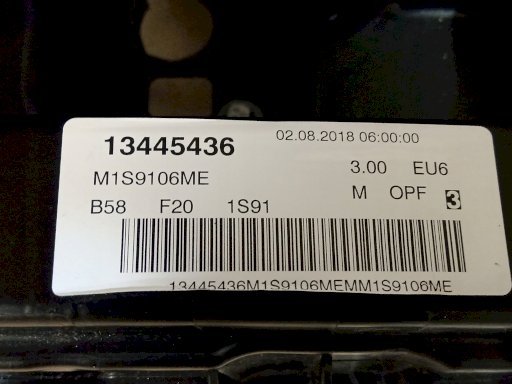 13445436 02.08.2018 06:00:00
M1S9106ME 3.00 EU6
B58 F20 1S91 M OPF 3
13445436M1S9106MEMM1S9106ME